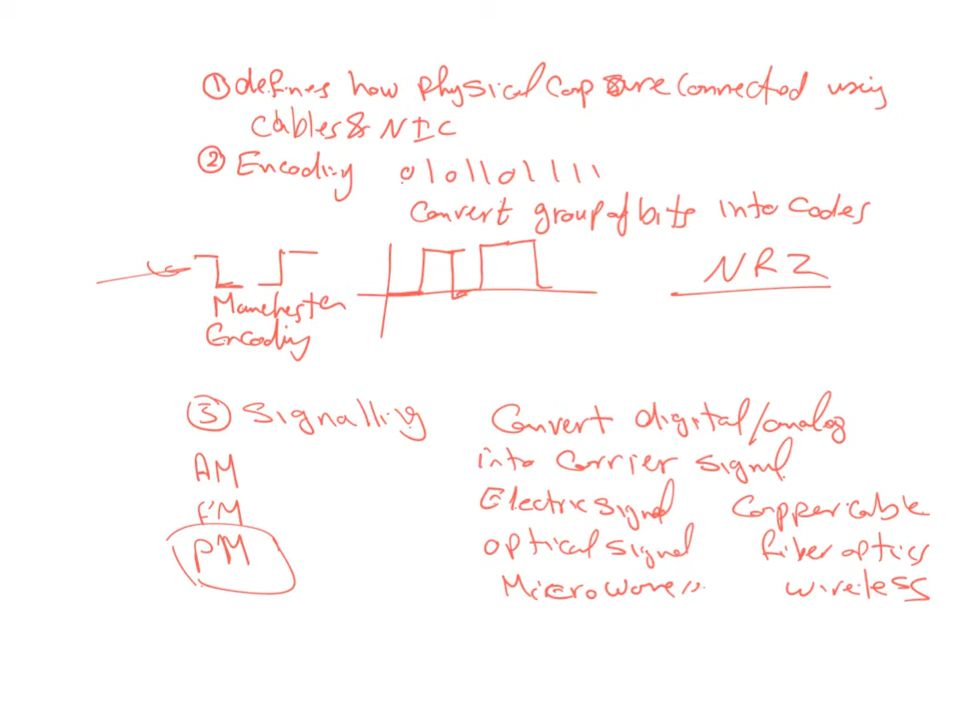 ① defines how physical comp are connected using
cables & NIC
② Encoding 01011011111
Convert group of bits into codes
NRZ
Manchester
Encoding
③ Signalling
Convert digital/analog
into carrier signal
AM
FM
PM
Electric signal Copper cable
optical signal fiber optics
Microwaves wireless